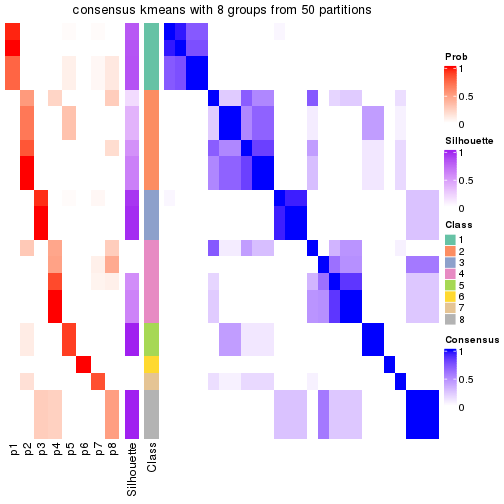 consensus kmeans with 8 groups from 50 partitions
Prob
1
0.5
0
Silhouette
1
0.5
0
Class
1
2
3
4
5
6
7
8
Consensus
1
0.5
0
p1
p2
p3
p4
p5
p6
p7
p8
Silhouette
Class